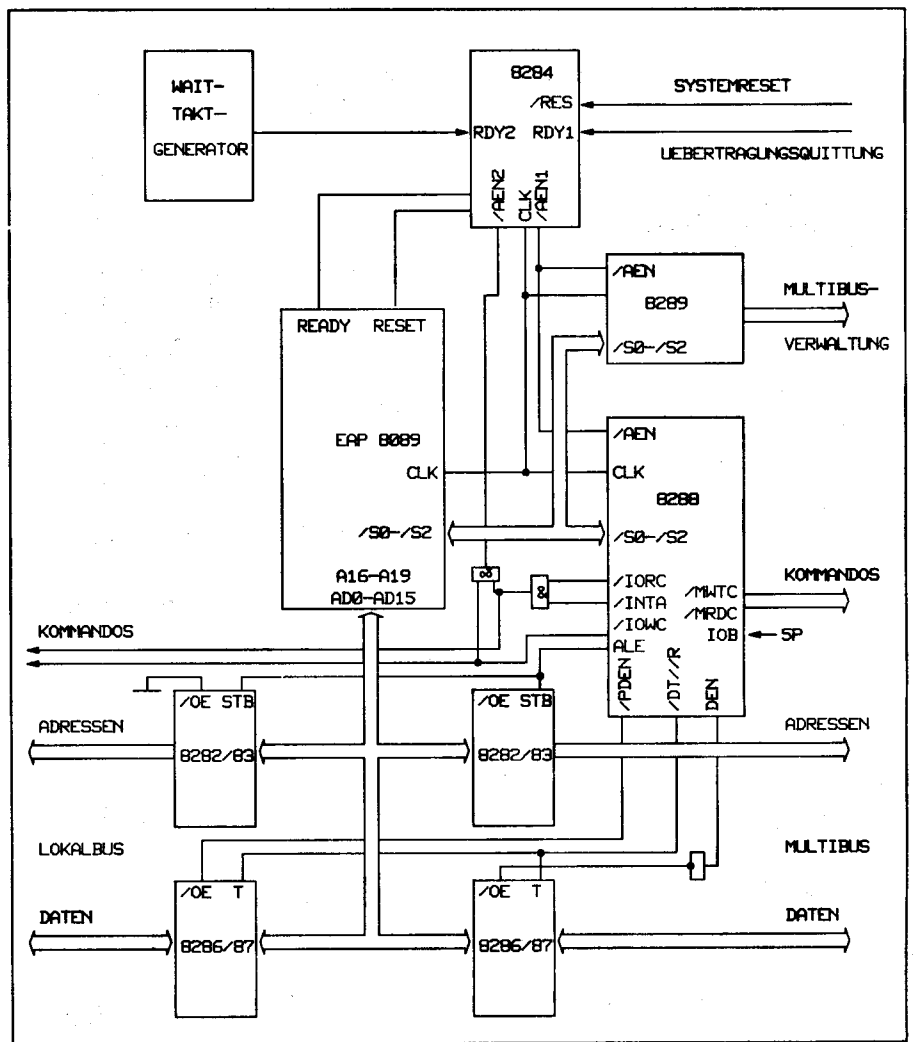 8284
/RES
SYSTEMRESET
RDY2
RDY1
UEBERTRAGUNGSQUITTUNG
/AEN2
CLK
/AEN1
WAIT-
TAKT-
GENERATOR
/AEN
8289
/S0-/S2
MULTIBUS-
VERWALTUNG
READY
RESET
EAP 8089
CLK
/S0-/S2
A16-A19
AD0-AD15
/AEN
CLK
8288
/S0-/S2
/IORC
/INTA
/IOWC
ALE
/MWTC
/MRDC
IOB
5P
/PDEN
/DT//R
DEN
&
&
KOMMANDOS
KOMMANDOS
/OE STB
8282/83
/OE STB
8282/83
ADRESSEN
ADRESSEN
LOKALBUS
MULTIBUS
/OE T
8286/87
/OE T
8286/87
DATEN
DATEN